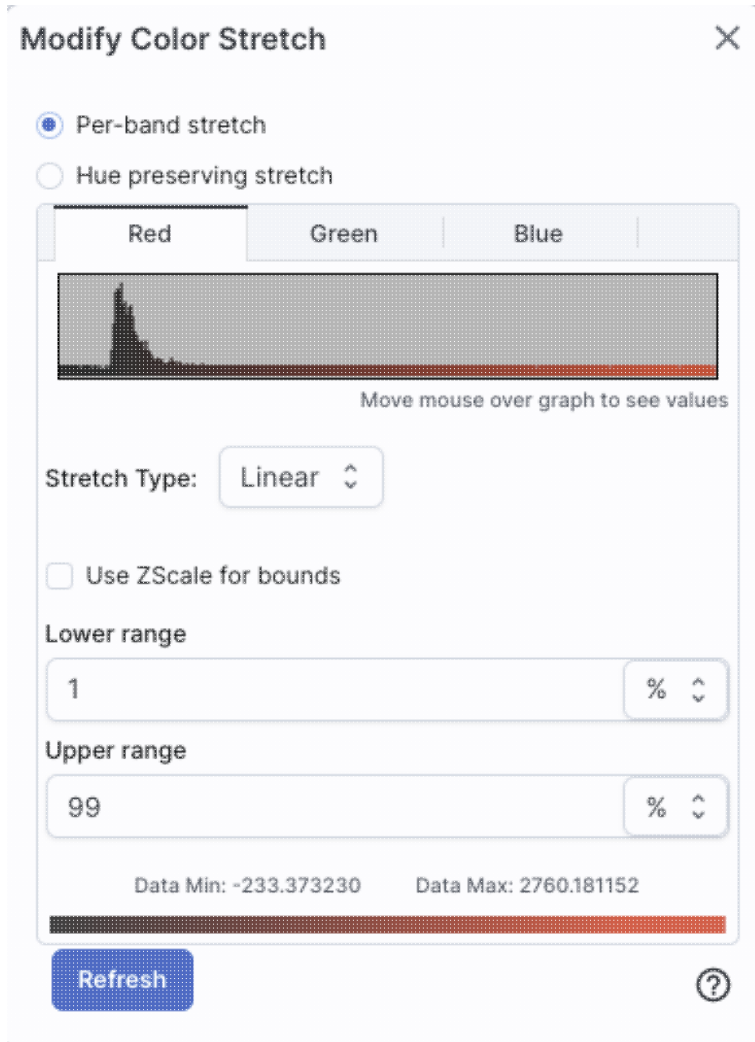 Modify Color Stretch
Per-band stretch
Hue preserving stretch
Red Green Blue
Move mouse over graph to see values
Stretch Type: Linear
Use ZScale for bounds
Lower range
1 %
Upper range
99 %
Data Min: -233.373230 Data Max: 2760.181152
Refresh